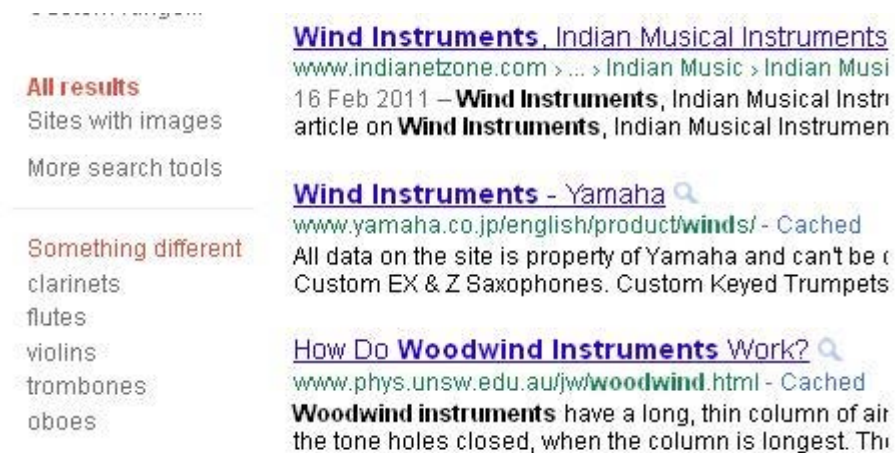 All results
Sites with images
More search tools
Something different
clarinets
flutes
violins
trombones
oboes
Wind Instruments, Indian Musical Instruments
www.indianetzone.com › ... › Indian Music › Indian Musi
16 Feb 2011 – Wind Instruments, Indian Musical Instr
article on Wind Instruments, Indian Musical Instrumen
Wind Instruments - Yamaha
www.yamaha.co.jp/english/product/winds/ - Cached
All data on the site is property of Yamaha and can't be
Custom EX & Z Saxophones. Custom Keyed Trumpets
How Do Woodwind Instruments Work?
www.phys.unsw.edu.au/jw/woodwind.html - Cached
Woodwind instruments have a long, thin column of air
the tone holes closed, when the column is longest.